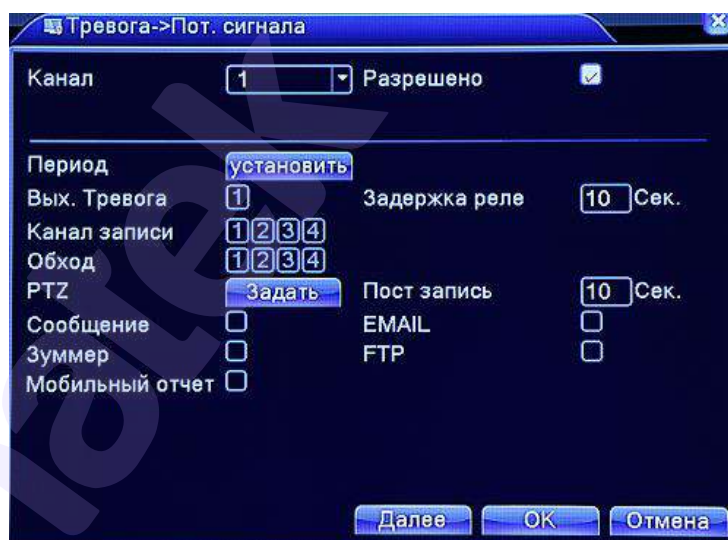 Тревога->Пот. сигнала
Канал 1 Разрешено
Период установить
Вых. Тревога 1 Задержка реле 10 Сек.
Канал записи 1 2 3 4
Обход 1 2 3 4
PTZ Задать Пост запись 10 Сек.
Сообщение EMAIL
Зуммер FTP
Мобильный отчет
Далее OK Отмена